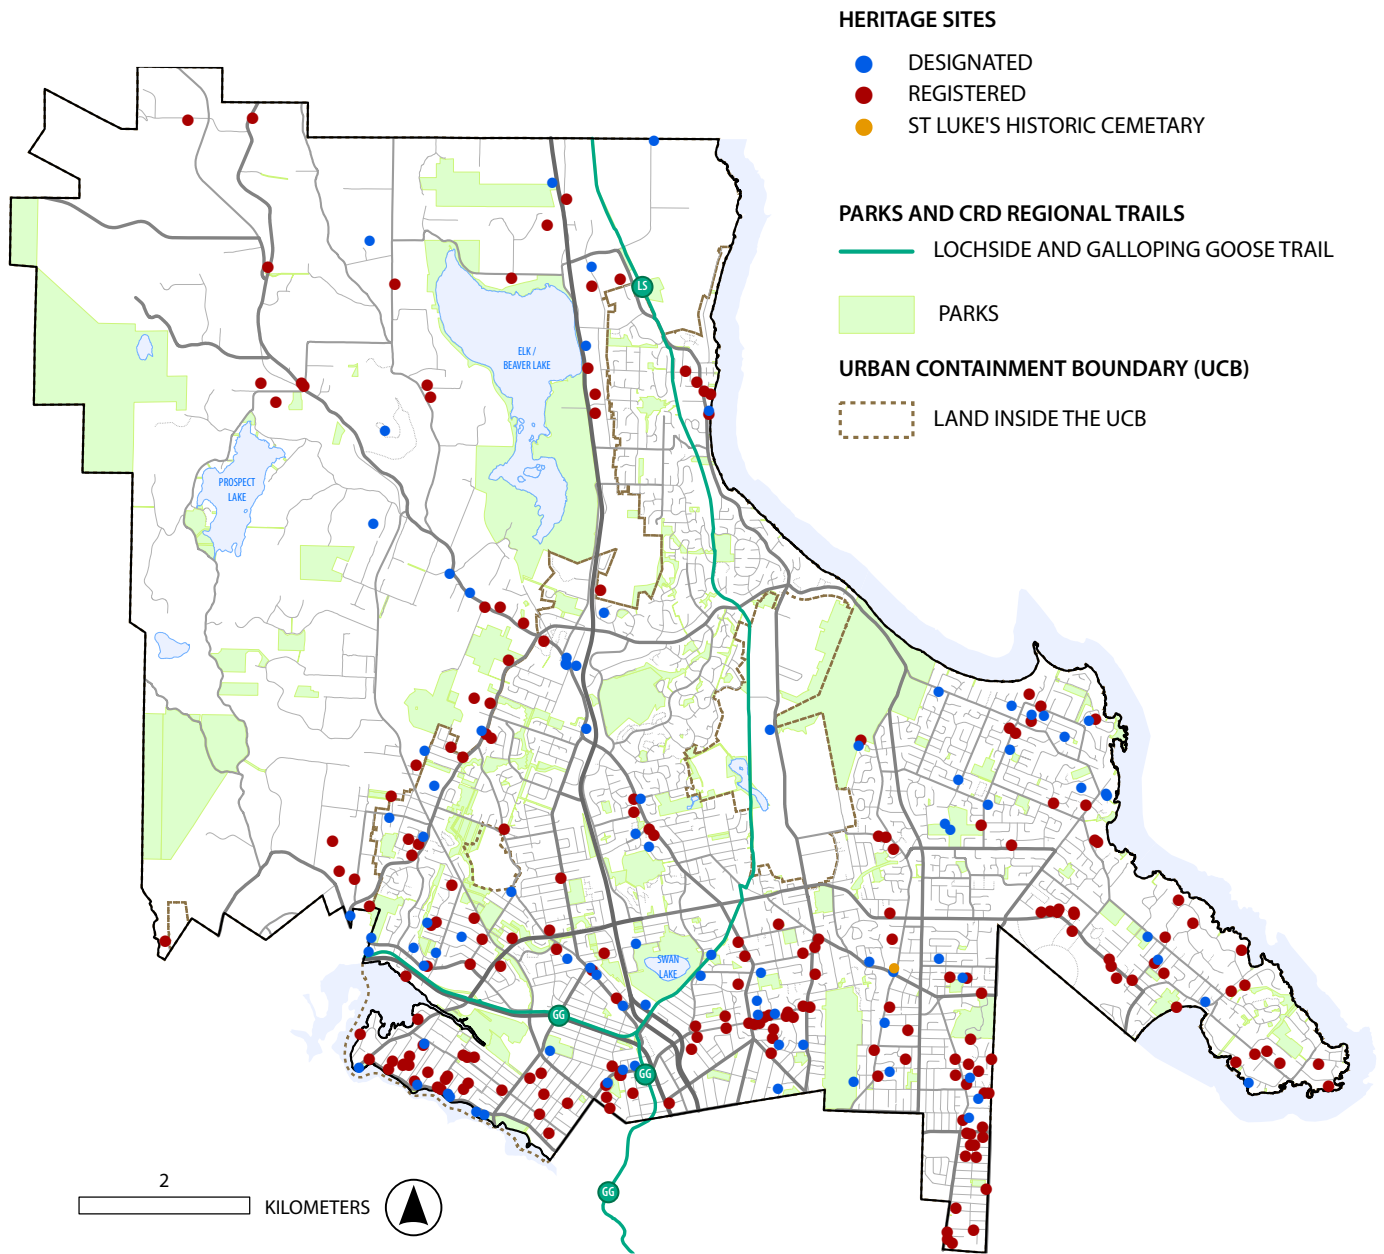 HERITAGE SITES
DESIGNATED
REGISTERED
ST LUKE'S HISTORIC CEMETARY
PARKS AND CRD REGIONAL TRAILS
LOCHSIDE AND GALLOPING GOOSE TRAIL
PARKS
URBAN CONTAINMENT BOUNDARY (UCB)
LAND INSIDE THE UCB
LS
ELK /
BEAVER LAKE
PROSPECT
LAKE
SWAN
LAKE
GG
GG
GG
2
KILOMETERS